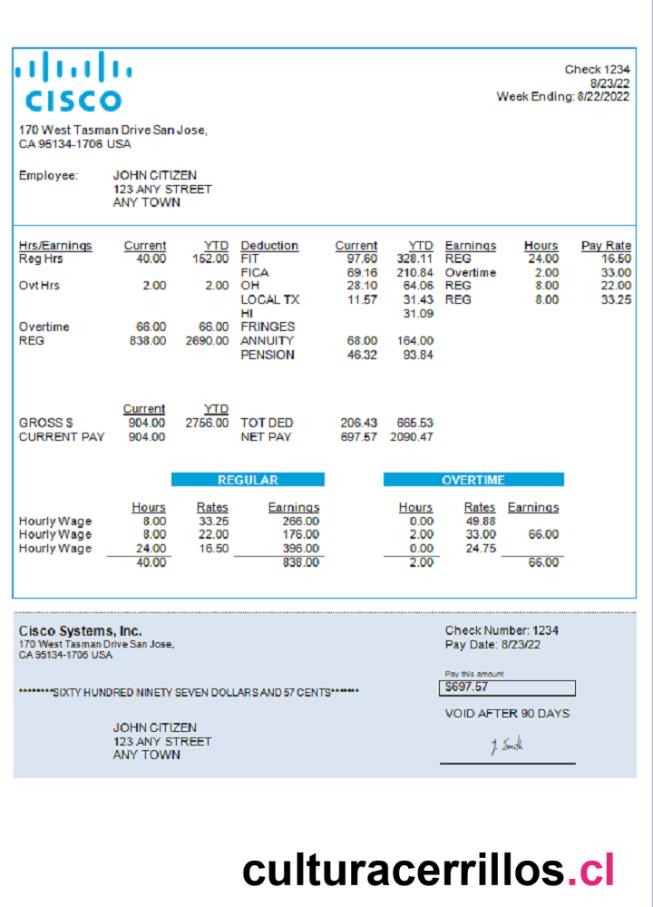 CISCO
Check 1234
8/23/22
Week Ending: 8/22/2022
170 West Tasman Drive San Jose,
CA 95134-1706 USA
Employee: JOHN CITIZEN
123 ANY STREET
ANY TOWN
Hrs/Earnings Current YTD Deduction Current YTD Earnings Hours Pay Rate
Reg Hrs 40.00 152.00 FIT 97.60 328.11 REG 24.00 16.50
FICA 69.16 210.84 Overtime 2.00 33.00
Ovt Hrs 2.00 2.00 OH 28.10 64.06 REG 8.00 22.00
LOCAL TX 11.57 31.43 REG 8.00 33.25
HI 31.09
Overtime 66.00 66.00 FRINGES
REG 838.00 2690.00 ANNUITY 68.00 164.00
PENSION 46.32 93.84
Current YTD
GROSS $ 904.00 2756.00 TOT DED 206.43 665.53
CURRENT PAY 904.00 NET PAY 697.57 2090.47
REGULAR OVERTIME
Hours Rates Earnings Hours Rates Earnings
Hourly Wage 8.00 33.25 266.00 0.00 49.88
Hourly Wage 8.00 22.00 176.00 2.00 33.00 66.00
Hourly Wage 24.00 16.50 396.00 0.00 24.75
40.00 838.00 2.00 66.00
Cisco Systems, Inc.
170 West Tasman Drive San Jose,
CA 95134-1706 USA
Check Number: 1234
Pay Date: 8/23/22
Pay this amount
$697.57
********SIXTY HUNDRED NINETY SEVEN DOLLARS AND 57 CENTS*******
VOID AFTER 90 DAYS
JOHN CITIZEN
123 ANY STREET
ANY TOWN
J. Smith
culturacerrillos.cl